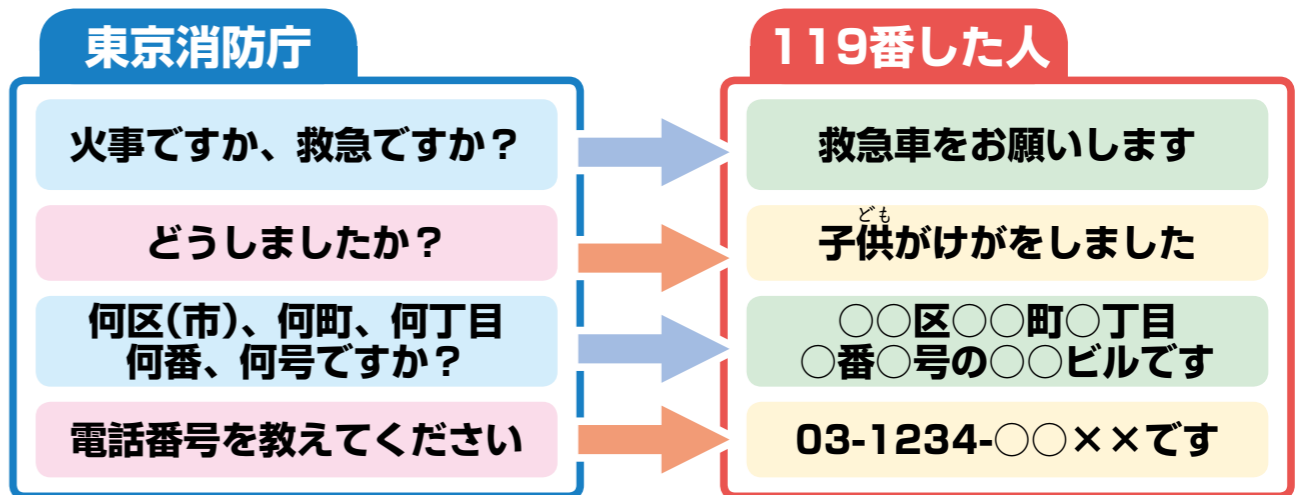 東京消防庁
119番した人
火事ですか、救急ですか？
救急車をお願いします
どうしましたか？
ども
子供がけがをしました
何区(市)、何町、何丁目
何番、何号ですか？
○○区○○町○丁目
○番○号の○○ビルです
電話番号を教えてください
03-1234-○○××です